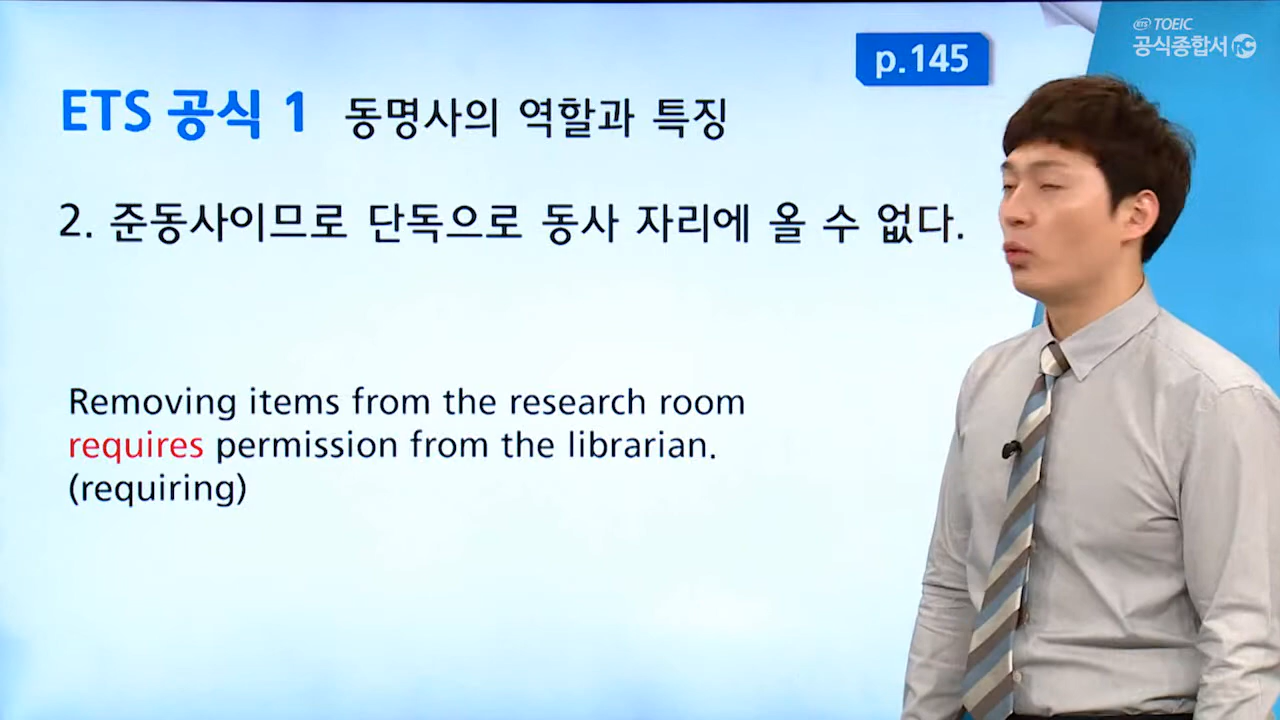 ETS TOEIC
공식종합서 RC
p.145
ETS 공식 1 동명사의 역할과 특징
2. 준동사이므로 단독으로 동사 자리에 올 수 없다.
Removing items from the research room
requires permission from the librarian.
(requiring)